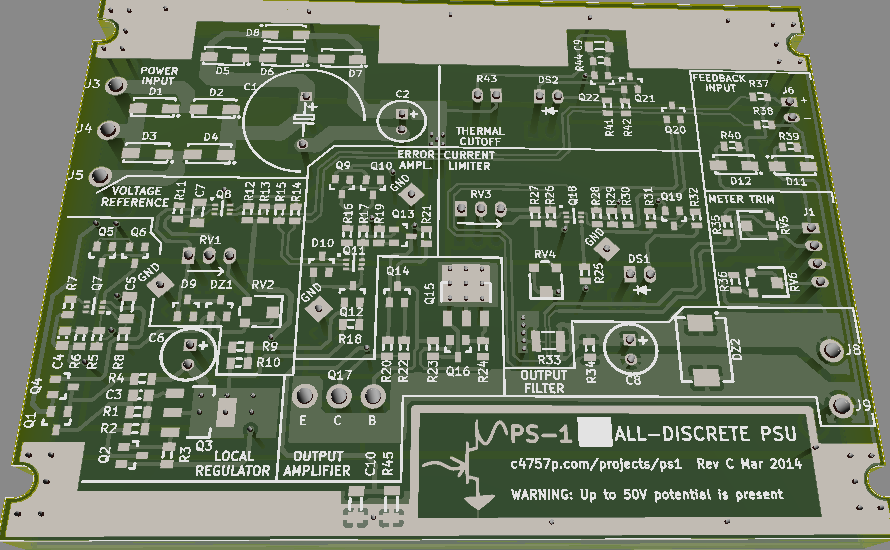 D8
D5 D6 D7
R44 C9
J3
POWER
INPUT
D1 D2
C1
C2
R43 DS2
Q22 Q21
R41 R42
Q20
FEEDBACK
INPUT
R37
J6
+
−
R38
J4
D3 D4
THERMAL
CUTOFF
R40 R39
D12 D11
J5
VOLTAGE
REFERENCE
ERROR
AMPL.
CURRENT
LIMITER
Q9 Q10
GND
R11 C7 Q8 R12 R13 R15 R14
R16 R17 R19 Q13 R21
RV3
R27 R26 Q18 R28 R29 R30 R31 Q19 R32
METER TRIM
R35 RV5
J1
Q5 Q6
RV1
D10 Q11
GND
Q14
Q15
RV4
R25
DS1
R36 RV6
R7 Q7 C5
GND
D9 DZ1 RV2
GND
Q12
R18
C4 R6 R5 R8
C6
+
R9
R10
R20 R22 R23 Q16 R24
R33
R34
+
C8
DZ2
J8
Q4
Q1
R4
C3
R1
R2
Q2 R3 Q3
LOCAL
REGULATOR
Q17
E C B
OUTPUT
AMPLIFIER
OUTPUT
FILTER
J9
C10 R45
PS-1 ALL-DISCRETE PSU
c4757p.com/projects/ps1 Rev C Mar 2014
WARNING: Up to 50V potential is present